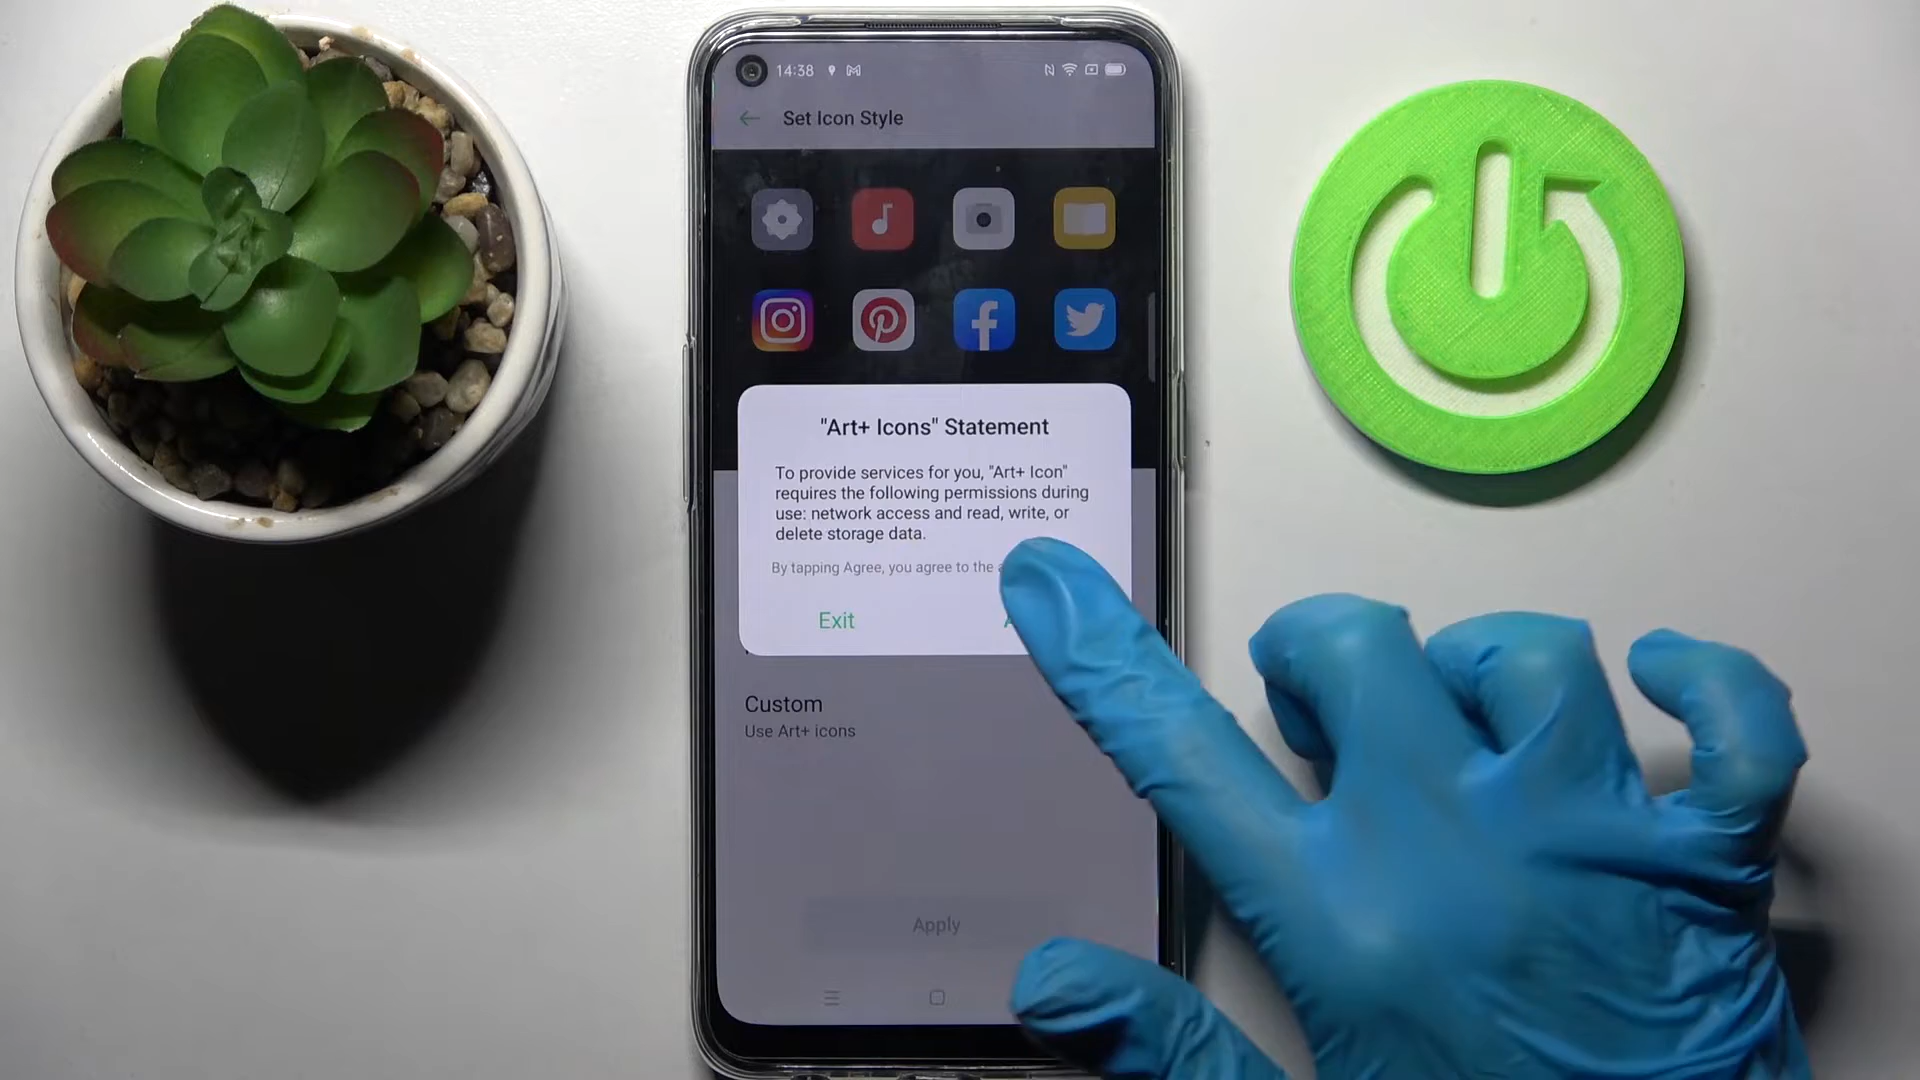 14:38
Set Icon Style
"Art+ Icons" Statement
To provide services for you, "Art+ Icon"
requires the following permissions during
use: network access and read, write, or
delete storage data.
By tapping Agree, you agree to the
Exit
Custom
Use Art+ icons
Apply